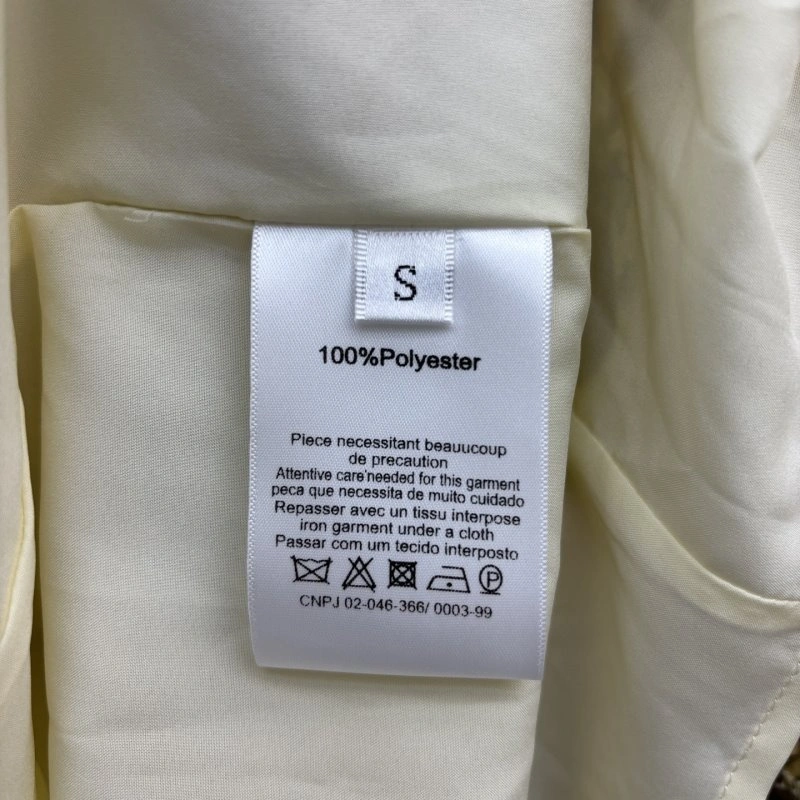 S
100%Polyester
Piece necessitant beauucoup
de precaution
Attentive care'needed for this garment
peca que necessita de muito cuidado
Repasser avec un tissu interpose
iron garment under a cloth
Passar com um tecido interposto
P
CNPJ 02-046-366/ 0003-99